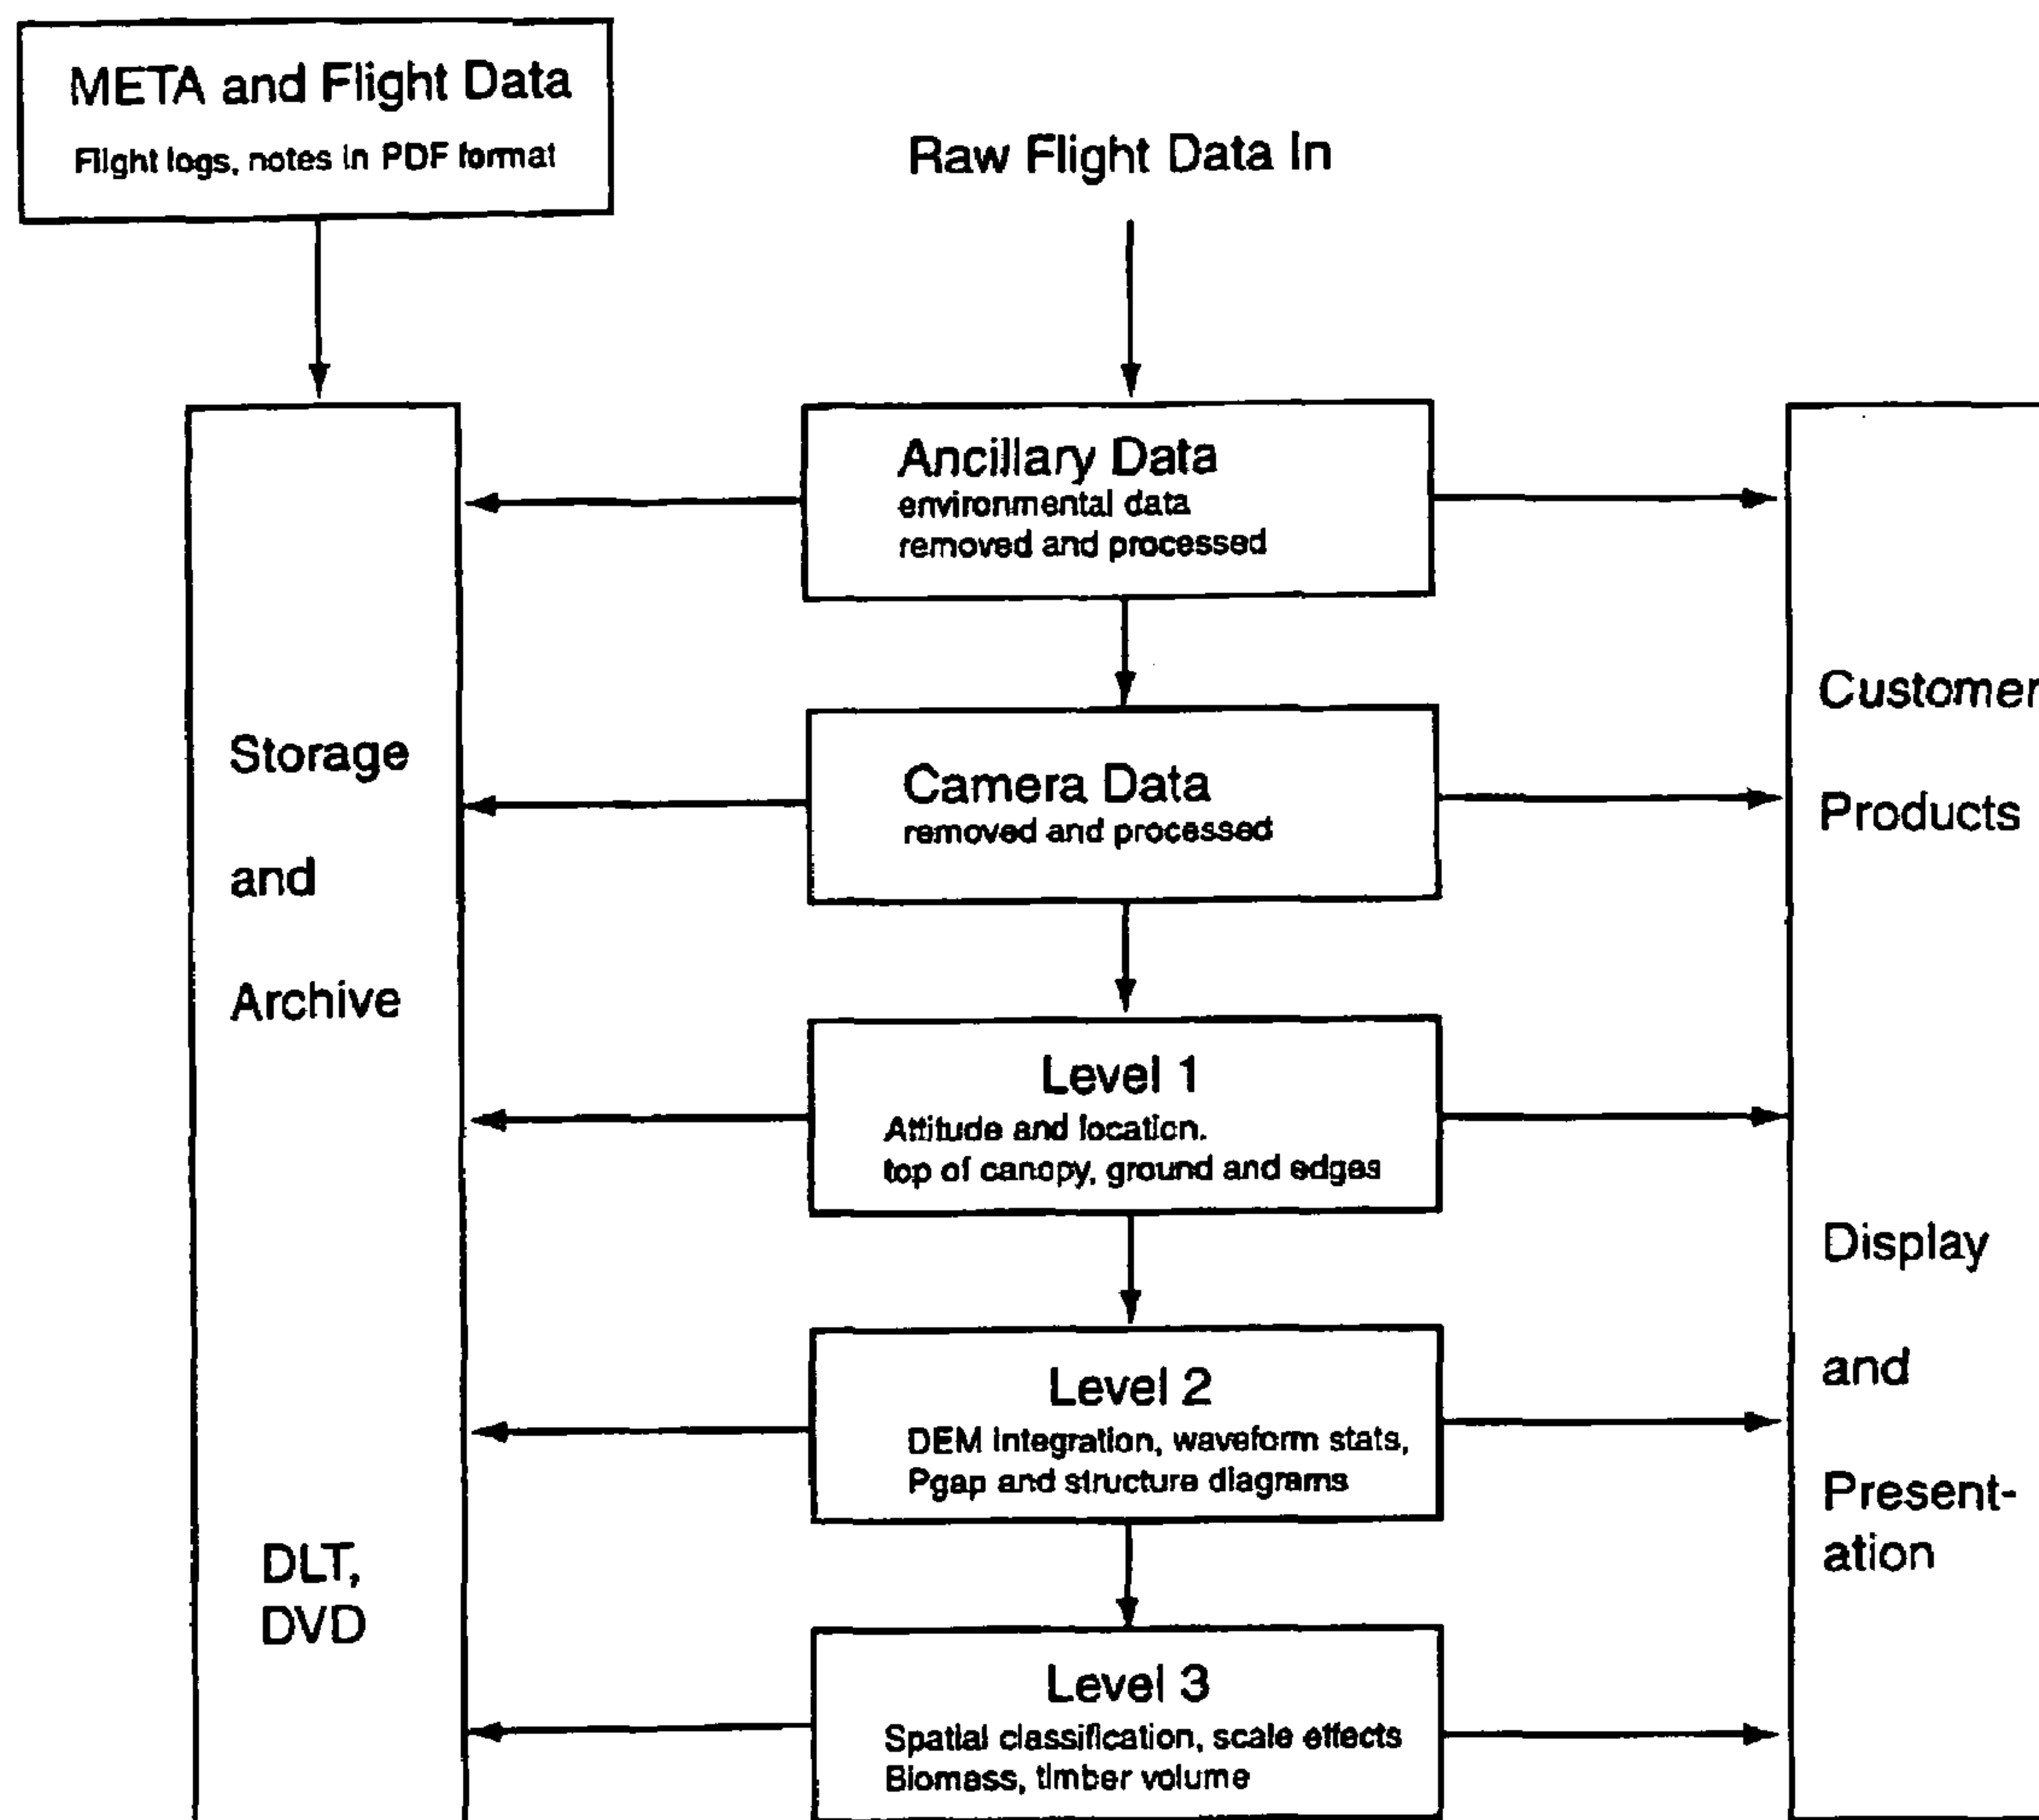 META and Flight Data
Flight logs, notes in PDF format
Raw Flight Data In
Ancillary Data
environmental data
removed and processed
Camera Data
removed and processed
Level 1
Attitude and location.
top of canopy, ground and edges
Level 2
DEM integration, waveform stats,
Pgap and structure diagrams
Level 3
Spatial classification, scale effects
Biomass, timber volume
Storage
and
Archive
DLT,
DVD
Customer
Products
Display
and
Present-
ation